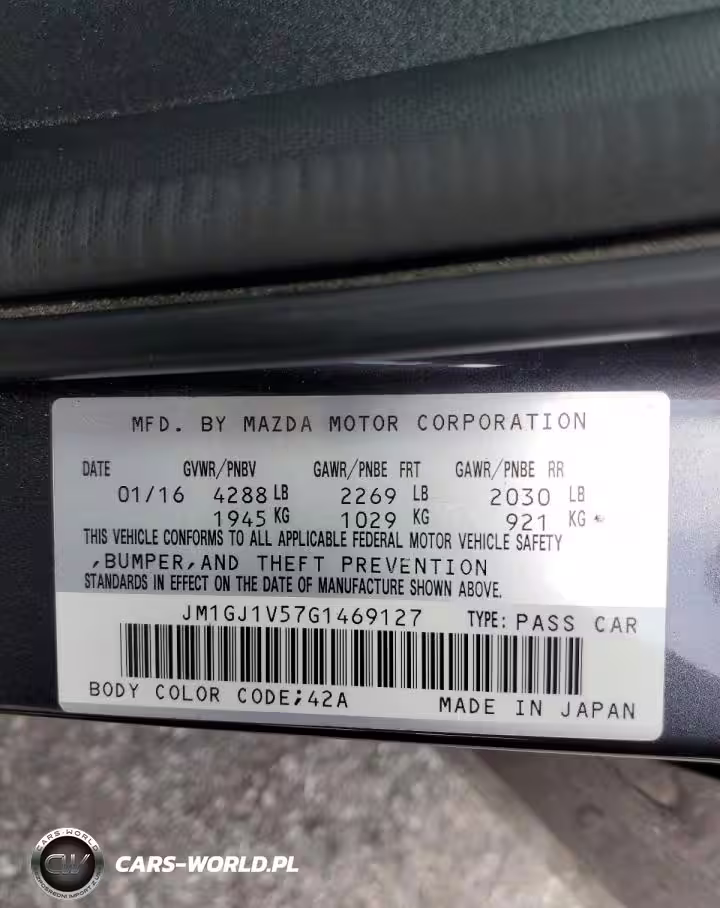 MFD. BY MAZDA MOTOR CORPORATION
DATE GVWR/PNBV GAWR/PNBE FRT GAWR/PNBE RR
01/16 4288 LB 2269 LB 2030 LB
1945 KG 1029 KG 921 KG
THIS VEHICLE CONFORMS TO ALL APPLICABLE FEDERAL MOTOR VEHICLE SAFETY
,BUMPER,AND THEFT PREVENTION
STANDARDS IN EFFECT ON THE DATE OF MANUFACTURE SHOWN ABOVE.
JM1GJ1V57G1469127 TYPE: PASS CAR
BODY COLOR CODE;42A MADE IN JAPAN
CARS-WORLD
CW
CARS-WORLD.PL